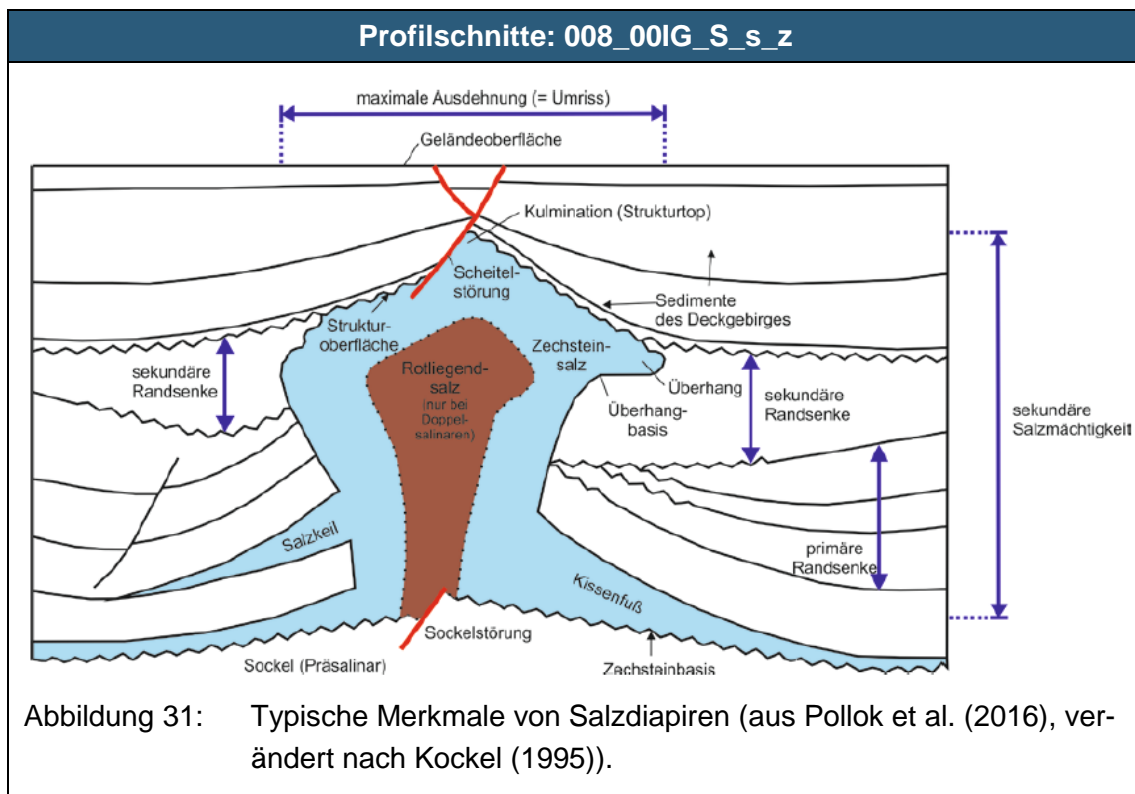 Profilschnitte: 008_00IG_S_s_z
maximale Ausdehnung (= Umriss)
Geländeoberfläche
Kulmination (Strukturtop)
Scheitel-
störung
Sedimente
des Deckgebirges
Struktur-
oberfläche
Zechstein-
salz
sekundäre
Randsenke
Rotliegend-
salz
(nur bei
Doppel-
salinaren)
Überhang
Überhang-
basis
sekundäre
Randsenke
sekundäre
Salzmächtigkeit
Salzkeil
primäre
Randsenke
Kissenfuß
Sockelstörung
Sockel (Präsalinar)
Zechsteinbasis
Abbildung 31: Typische Merkmale von Salzdiapiren (aus Pollok et al. (2016), ver-
ändert nach Kockel (1995)).